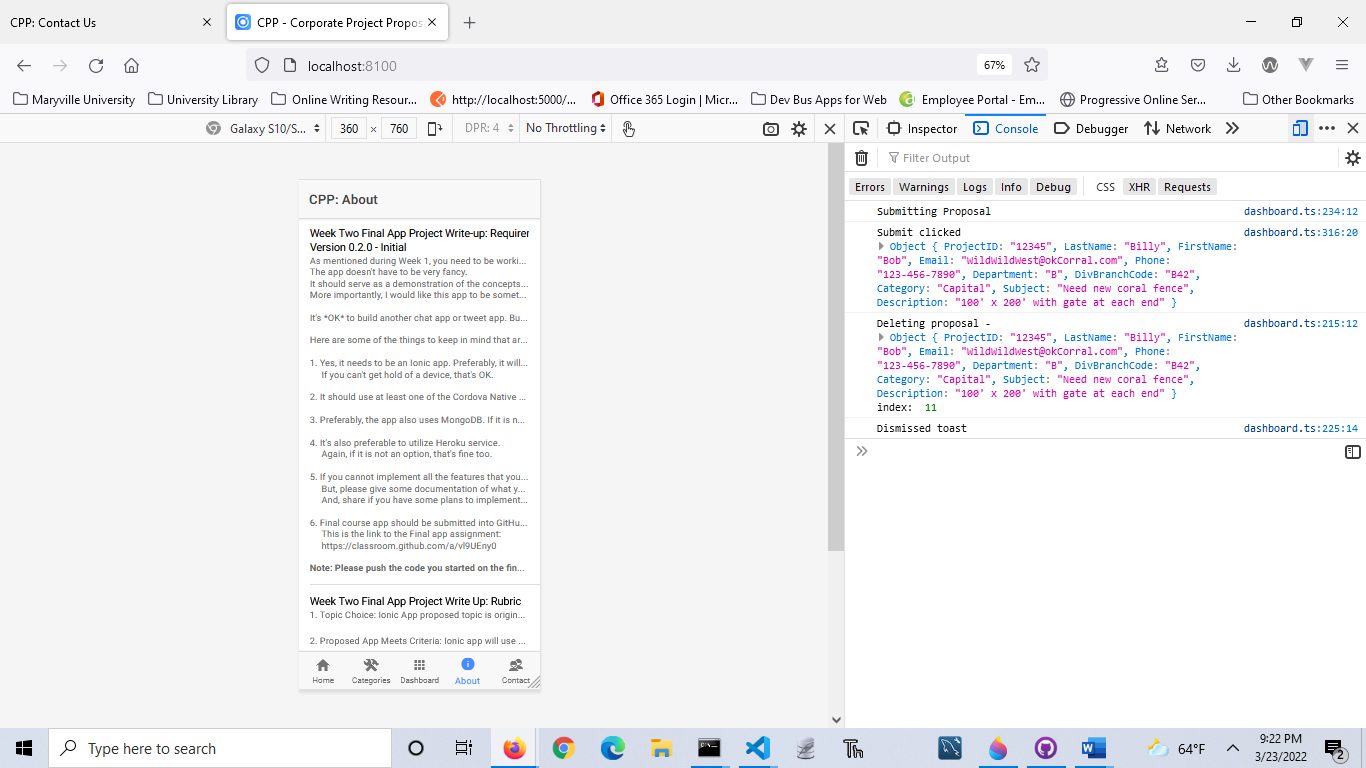 CPP: Contact Us
CPP - Corporate Project Propos
localhost:8100
67%
Maryville University
University Library
Online Writing Resour...
http://localhost:5000/...
Office 365 Login | Micr...
Dev Bus Apps for Web
Employee Portal - Em...
Progressive Online Ser...
Other Bookmarks
Galaxy S10/S...
360 × 760
DPR: 4
No Throttling
Inspector
Console
Debugger
Network
Filter Output
Errors
Warnings
Logs
Info
Debug
CSS
XHR
Requests
CPP: About
Week Two Final App Project Write-up: Requirer
Version 0.2.0 - Initial
As mentioned during Week 1, you need to be worki...
The app doesn't have to be very fancy.
It should serve as a demonstration of the concepts...
More importantly, I would like this app to be somet...
It's *OK* to build another chat app or tweet app. Bu...
Here are some of the things to keep in mind that ar...
1. Yes, it needs to be an Ionic app. Preferably, it will...
If you can't get hold of a device, that's OK.
2. It should use at least one of the Cordova Native ...
3. Preferably, the app also uses MongoDB. If it is n...
4. It's also preferable to utilize Heroku service.
Again, if it is not an option, that's fine too.
5. If you cannot implement all the features that you...
But, please give some documentation of what y...
And, share if you have some plans to implement...
6. Final course app should be submitted into GitHu...
This is the link to the Final app assignment:
https://classroom.github.com/a/vl9UEny0
Note: Please push the code you started on the fin...
Week Two Final App Project Write Up: Rubric
1. Topic Choice: Ionic App proposed topic is origin...
2. Proposed App Meets Criteria: Ionic app will use ...
Home
Categories
Dashboard
About
Contact
Submitting Proposal dashboard.ts:234:12
Submit clicked dashboard.ts:316:20
Object { ProjectID: "12345", LastName: "Billy", FirstName:
"Bob", Email: "WildWildWest@okCorral.com", Phone:
"123-456-7890", Department: "B", DivBranchCode: "B42",
Category: "Capital", Subject: "Need new coral fence",
Description: "100' x 200' with gate at each end" }
Deleting proposal - dashboard.ts:215:12
Object { ProjectID: "12345", LastName: "Billy", FirstName:
"Bob", Email: "WildWildWest@okCorral.com", Phone:
"123-456-7890", Department: "B", DivBranchCode: "B42",
Category: "Capital", Subject: "Need new coral fence",
Description: "100' x 200' with gate at each end" }
index: 11
Dismissed toast dashboard.ts:225:14
Type here to search
64°F
9:22 PM
3/23/2022
2